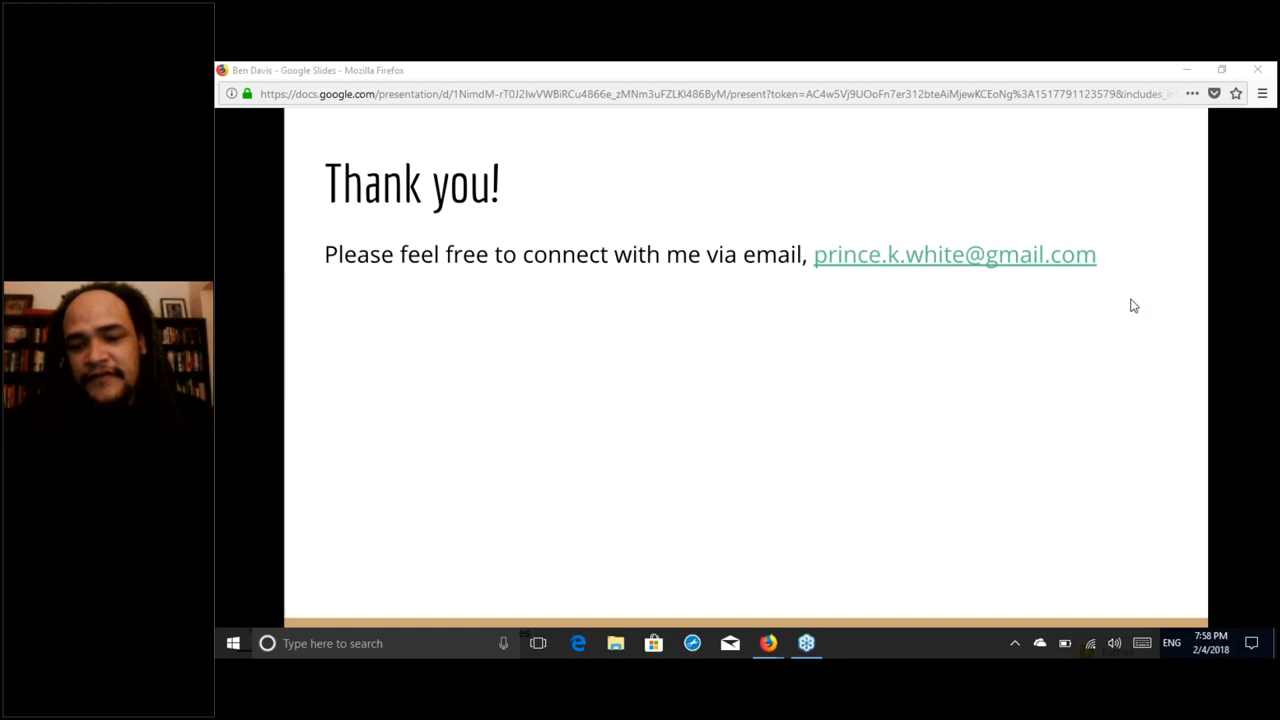 Ben Davis - Google Slides - Mozilla Firefox
Thank you!
Please feel free to connect with me via email, prince.k.white@gmail.com
Type here to search
ENG
7:58 PM
2/4/2018